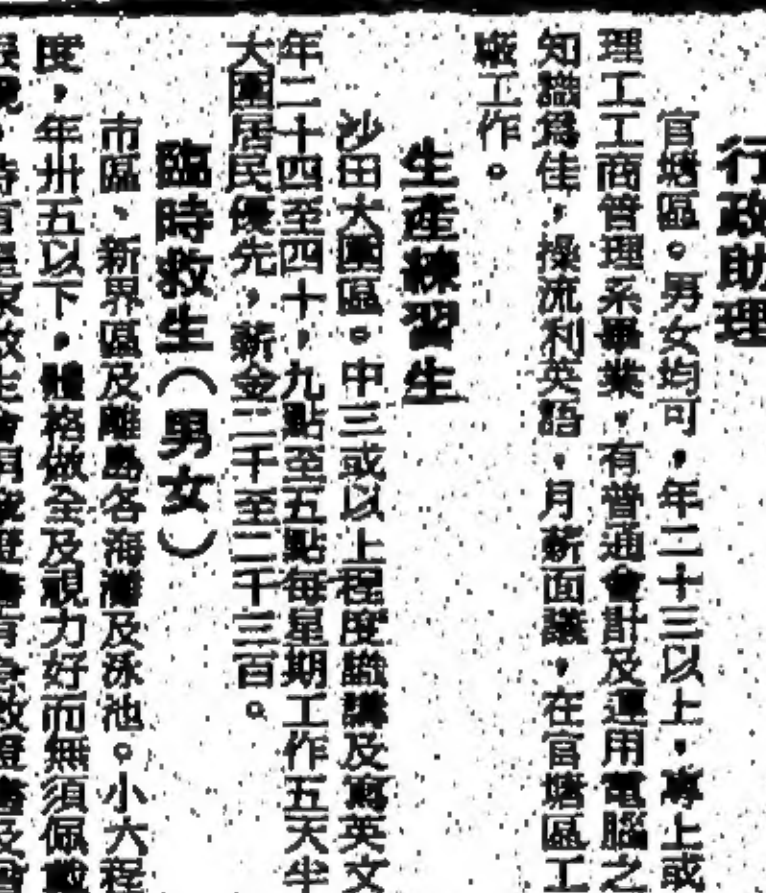 行政助理
官塘區。男女均可，年二十三以上，專上或
理工工商管理系畢業，有普通會計及運用電腦之
知識爲佳，操流利英語，月薪面議，在官塘區工
廠工作。
生產練習生
沙田大圍區。中三或以上程度識講及寫英文
年二十四至四十，九點至五點每星期工作五天半
大圍居民優先，薪金二千至二千三百。
臨時救生（男女）
市區、新界區及離島各海灘及泳池。小六程
度，年卅五以下，體格做全及視力好而無須佩戴